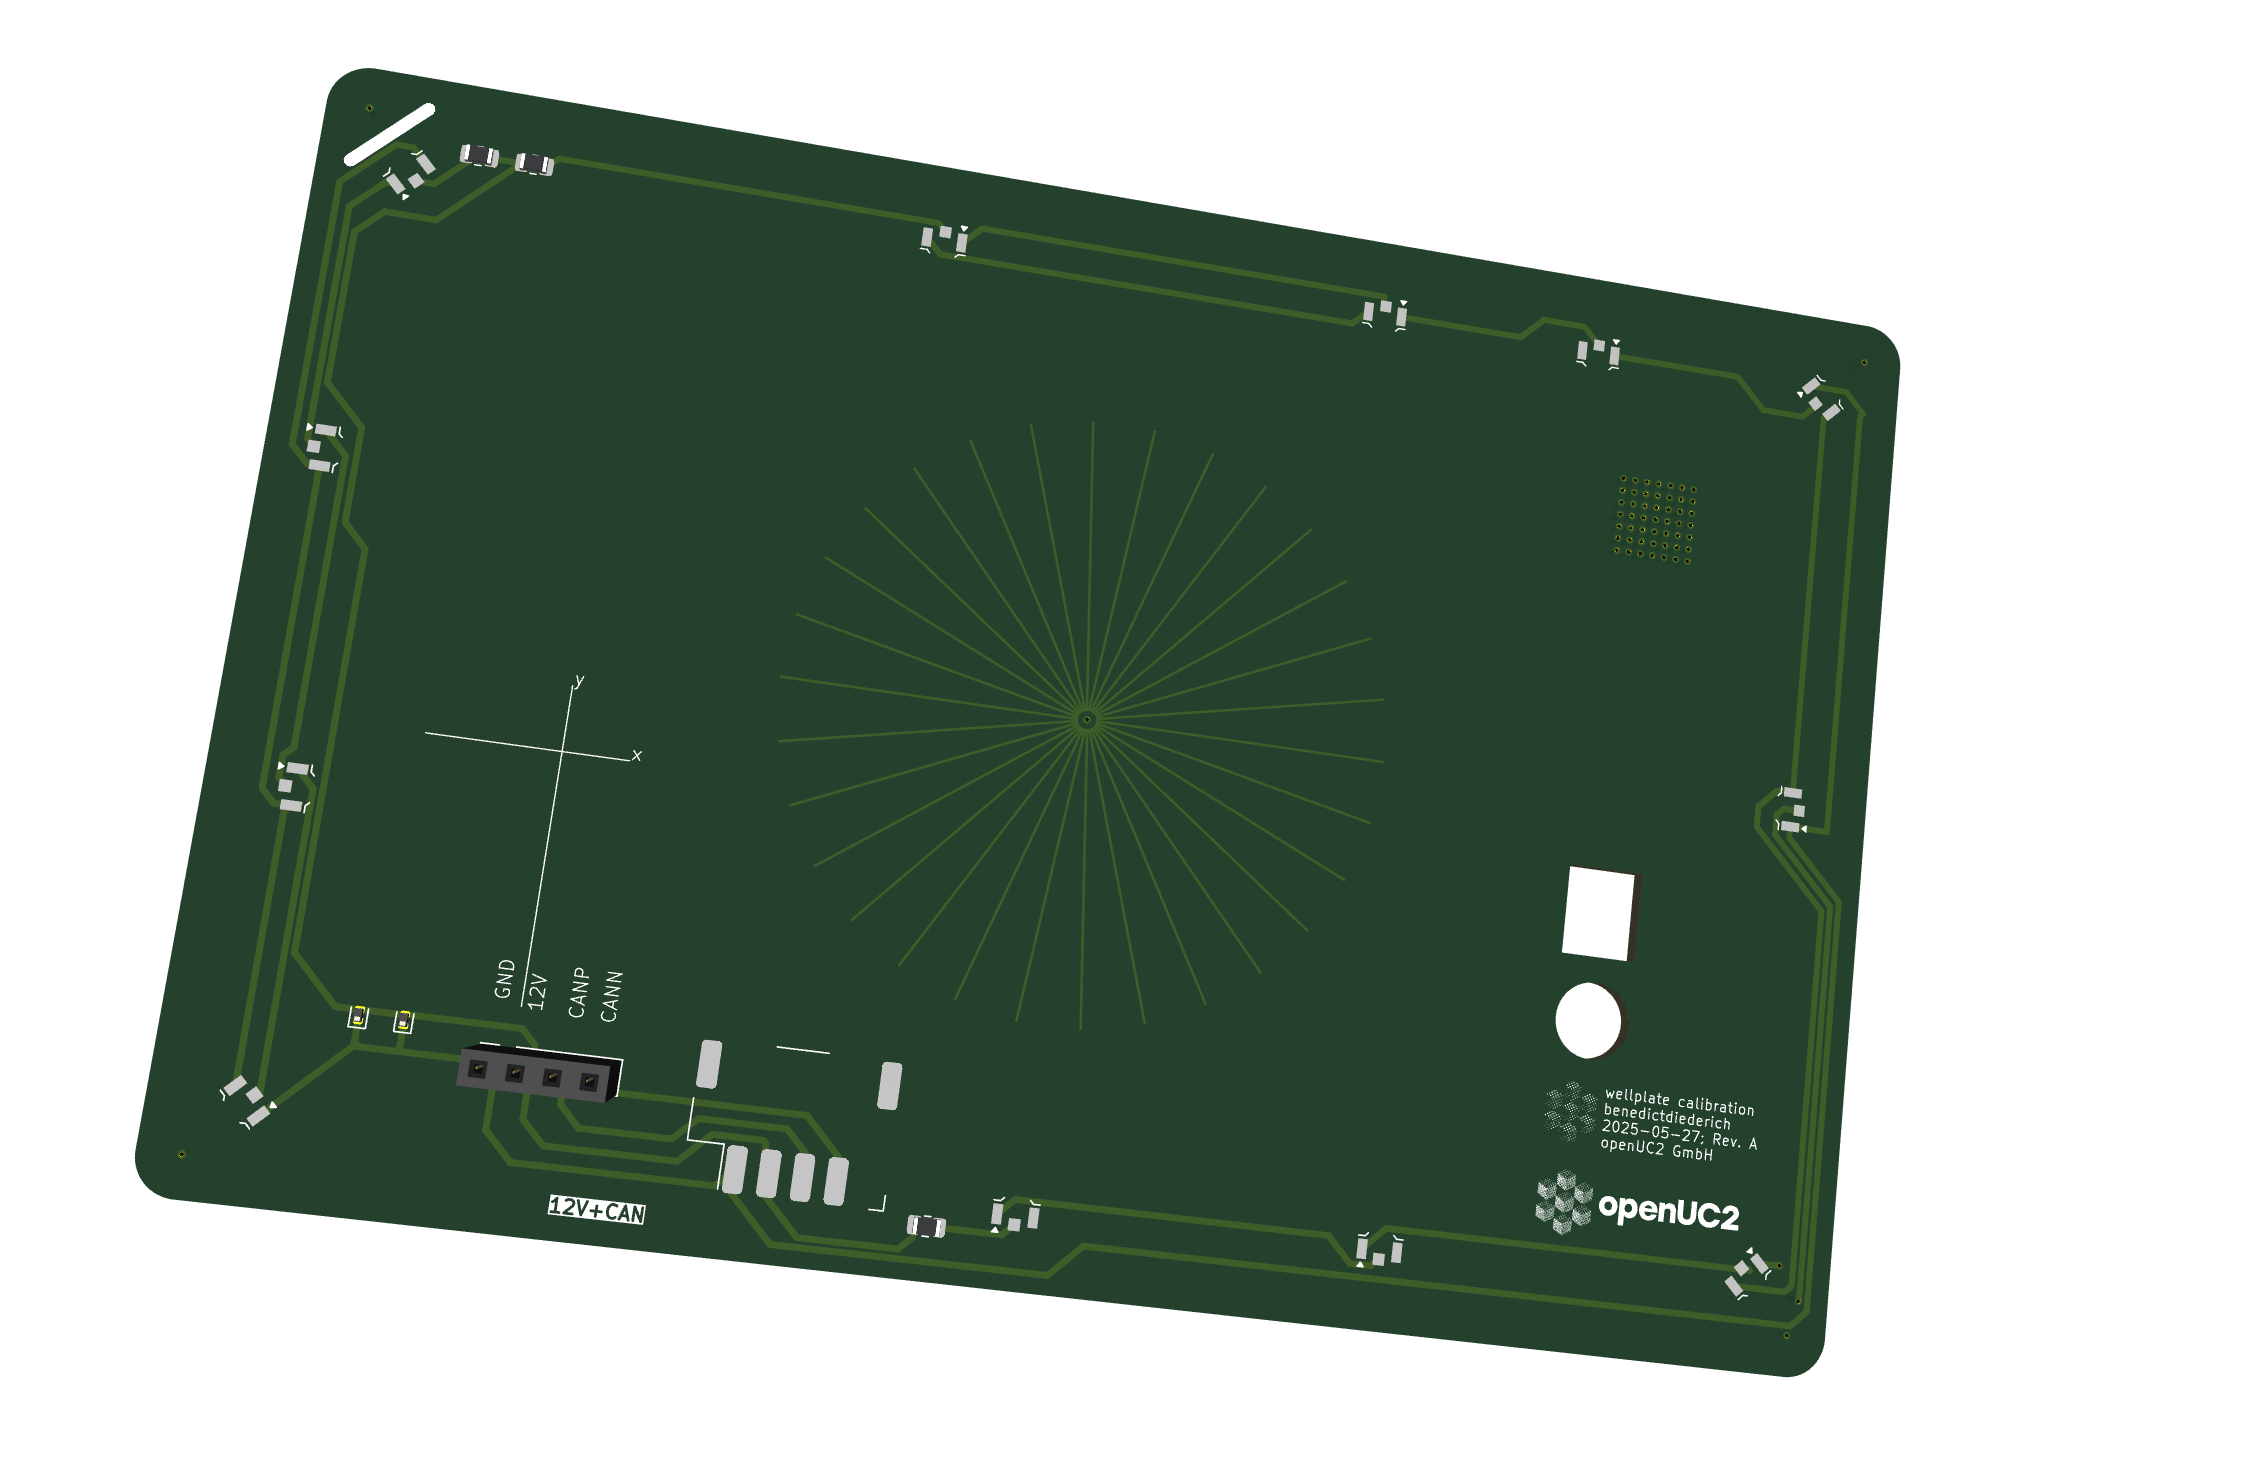 y
x
GND
12V
CANP
CANN
wellplate calibration
benedictdiederich
2025-05-27; Rev. A
openUC2 GmbH
openUC2
12V+CAN